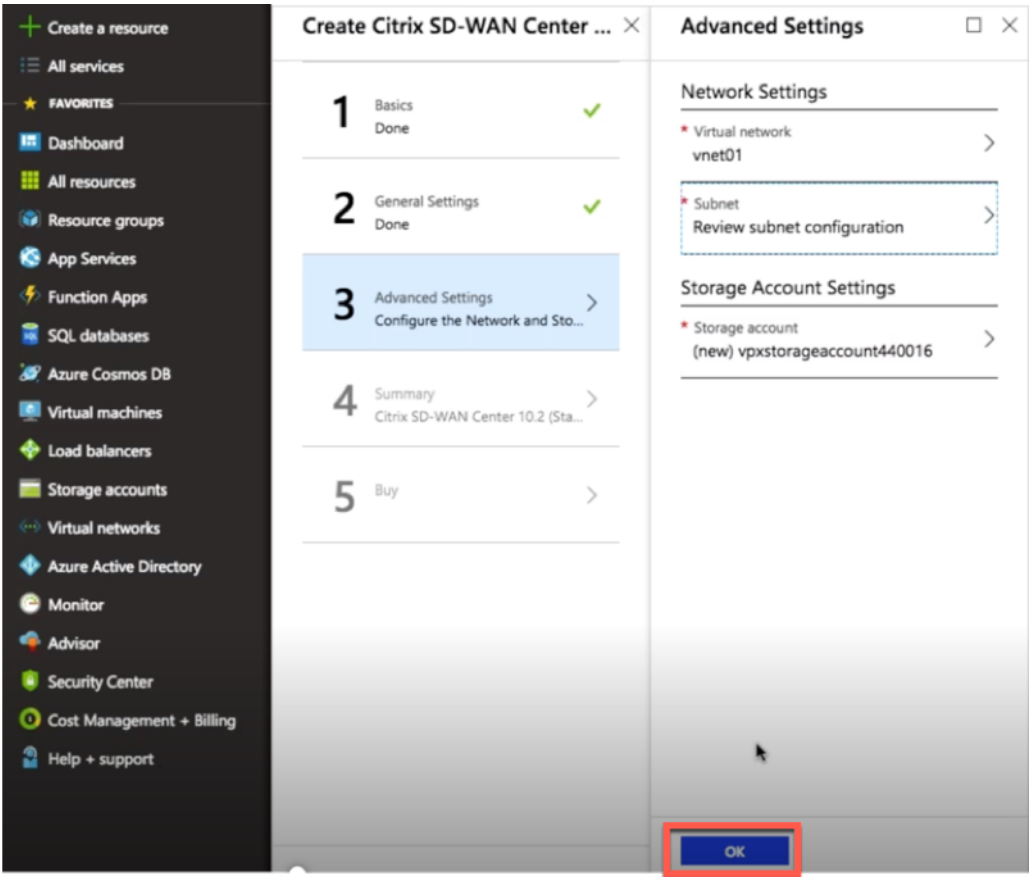 Create a resource
All services
FAVORITES
Dashboard
All resources
Resource groups
App Services
Function Apps
SQL databases
Azure Cosmos DB
Virtual machines
Load balancers
Storage accounts
Virtual networks
Azure Active Directory
Monitor
Advisor
Security Center
Cost Management + Billing
Help + support
Create Citrix SD-WAN Center ...
1
Basics
Done
2
General Settings
Done
3
Advanced Settings
Configure the Network and Sto...
4
Summary
Citrix SD-WAN Center 10.2 (Sta...
5
Buy
Advanced Settings
Network Settings
* Virtual network
vnet01
* Subnet
Review subnet configuration
Storage Account Settings
* Storage account
(new) vpxstorageaccount440016
OK